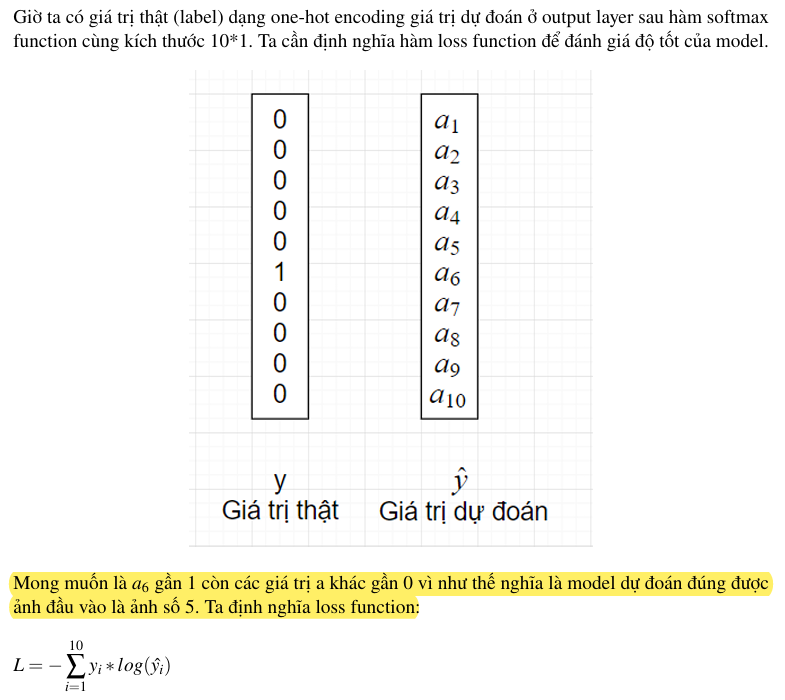 Giờ ta có giá trị thật (label) dạng one-hot encoding giá trị dự đoán ở output layer sau hàm softmax
function cùng kích thước 10*1. Ta cần định nghĩa hàm loss function để đánh giá độ tốt của model.
0 a₁
0 a₂
0 a₃
0 a₄
0 a₅
1 a₆
0 a₇
0 a₈
0 a₉
0 a₁₀
y ŷ
Giá trị thật Giá trị dự đoán
Mong muốn là a₆ gần 1 còn các giá trị a khác gần 0 vì như thế nghĩa là model dự đoán đúng được
ảnh đầu vào là ảnh số 5. Ta định nghĩa loss function:
L = − ∑_{i=1}^{10} yᵢ ∗ log(ŷᵢ)